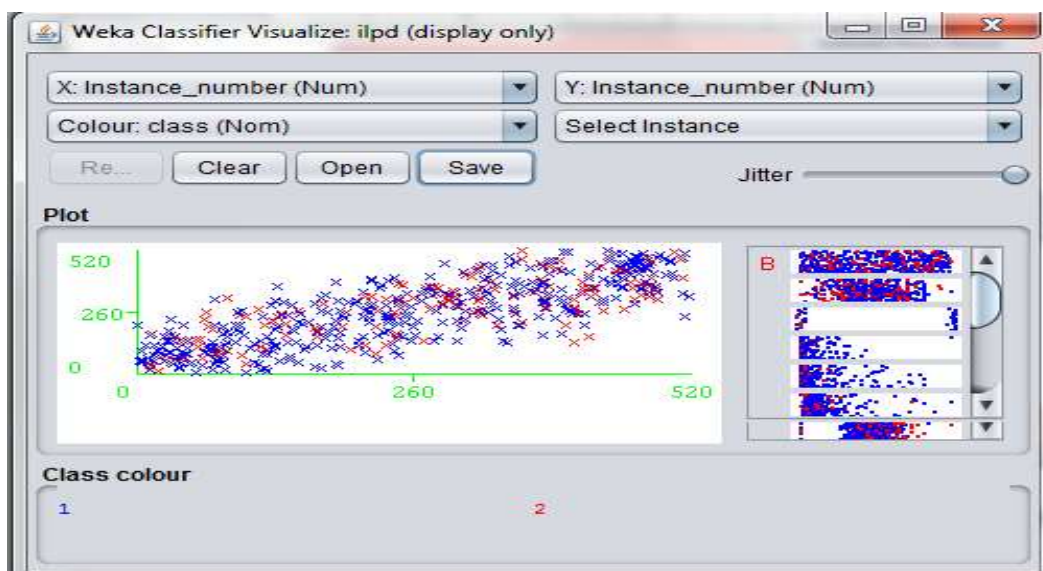 Weka Classifier Visualize: ilpd (display only)
X: Instance_number (Num)
Y: Instance_number (Num)
Colour: class (Nom)
Select Instance
Re...
Clear
Open
Save
Jitter
Plot
520
260
0
0
260
520
B
Class colour
1
2